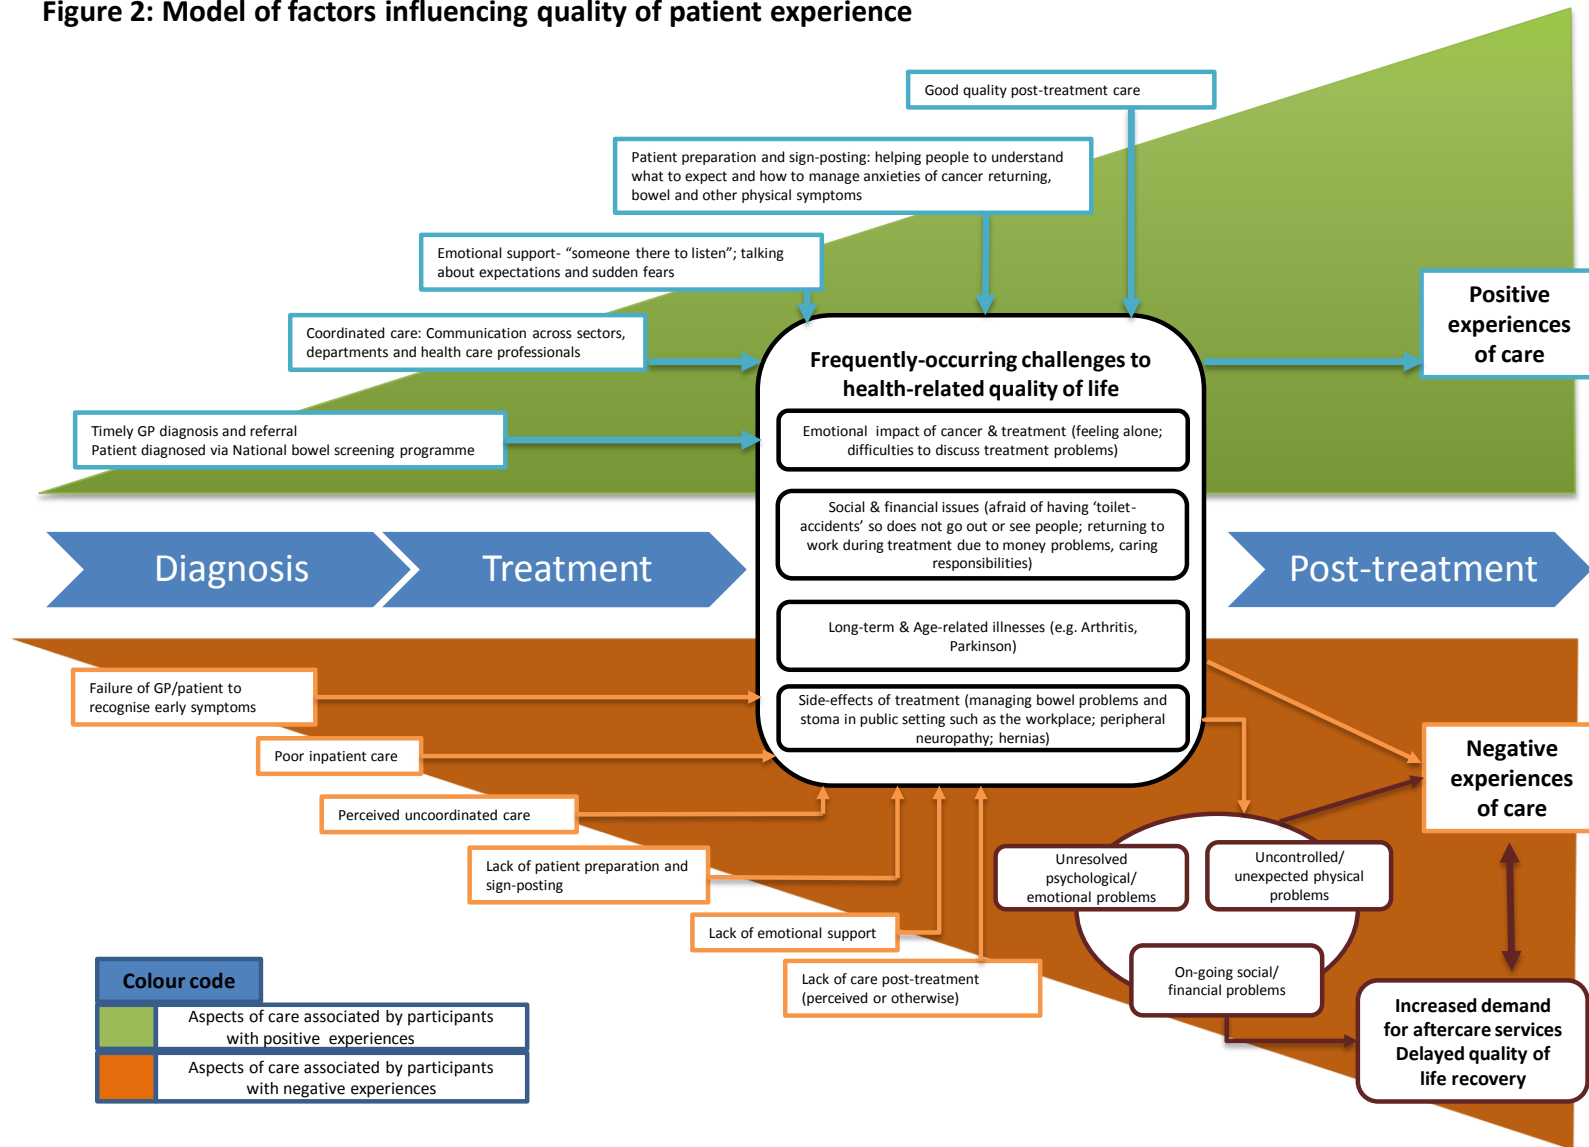 Figure 2: Model of factors influencing quality of patient experience
Good quality post-treatment care
Patient preparation and sign-posting: helping people to understand
what to expect and how to manage anxieties of cancer returning,
bowel and other physical symptoms
Emotional support- “someone there to listen”; talking
about expectations and sudden fears
Coordinated care: Communication across sectors,
departments and health care professionals
Timely GP diagnosis and referral
Patient diagnosed via National bowel screening programme
Positive
experiences
of care
Frequently-occurring challenges to
health-related quality of life
Emotional impact of cancer & treatment (feeling alone;
difficulties to discuss treatment problems)
Social & financial issues (afraid of having ‘toilet-
accidents’ so does not go out or see people; returning to
work during treatment due to money problems, caring
responsibilities)
Long-term & Age-related illnesses (e.g. Arthritis,
Parkinson)
Side-effects of treatment (managing bowel problems and
stoma in public setting such as the workplace; peripheral
neuropathy; hernias)
Diagnosis
Treatment
Post-treatment
Failure of GP/patient to
recognise early symptoms
Poor inpatient care
Perceived uncoordinated care
Lack of patient preparation and
sign-posting
Lack of emotional support
Lack of care post-treatment
(perceived or otherwise)
Negative
experiences
of care
Unresolved
psychological/
emotional problems
Uncontrolled/
unexpected physical
problems
On-going social/
financial problems
Increased demand
for aftercare services
Delayed quality of
life recovery
Colour code
Aspects of care associated by participants
with positive experiences
Aspects of care associated by participants
with negative experiences